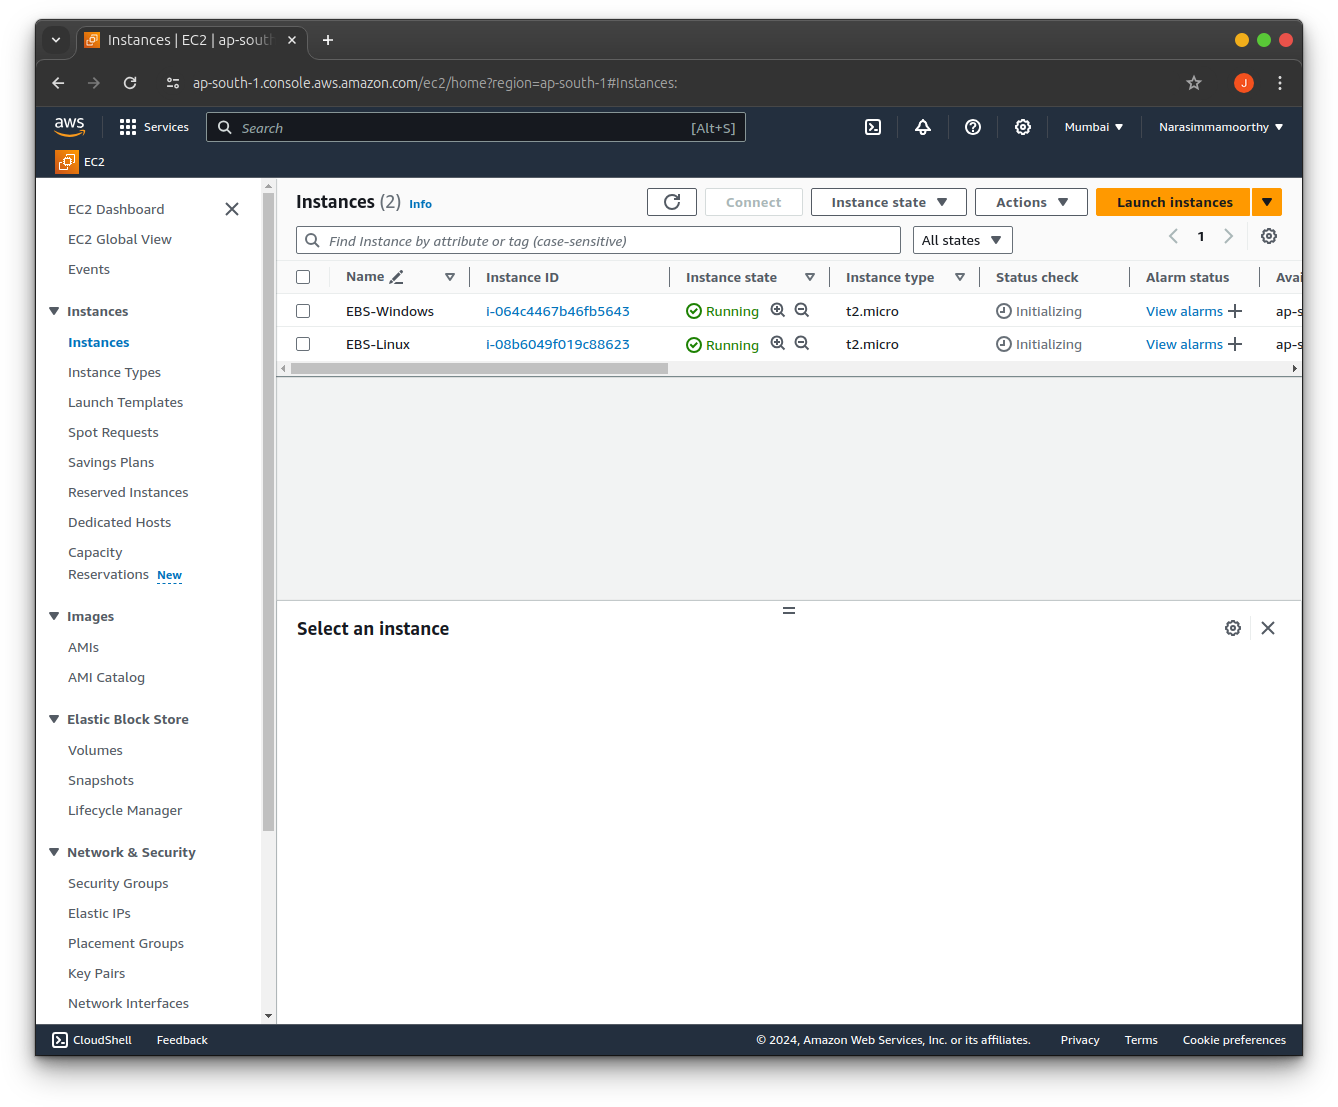 Instances | EC2 | ap-sout
ap-south-1.console.aws.amazon.com/ec2/home?region=ap-south-1#Instances:
J
aws
Services
Search
[Alt+S]
Mumbai
Narasimmamoorthy
EC2
EC2 Dashboard
EC2 Global View
Events
Instances
Instances
Instance Types
Launch Templates
Spot Requests
Savings Plans
Reserved Instances
Dedicated Hosts
Capacity
Reservations New
Images
AMIs
AMI Catalog
Elastic Block Store
Volumes
Snapshots
Lifecycle Manager
Network & Security
Security Groups
Elastic IPs
Placement Groups
Key Pairs
Network Interfaces
Instances (2) Info
Connect
Instance state
Actions
Launch instances
Find Instance by attribute or tag (case-sensitive)
All states
1
Name Instance ID Instance state Instance type Status check Alarm status Avai
EBS-Windows i-064c4467b46fb5643 Running t2.micro Initializing View alarms ap-s
EBS-Linux i-08b6049f019c88623 Running t2.micro Initializing View alarms ap-s
Select an instance
CloudShell Feedback © 2024, Amazon Web Services, Inc. or its affiliates. Privacy Terms Cookie preferences